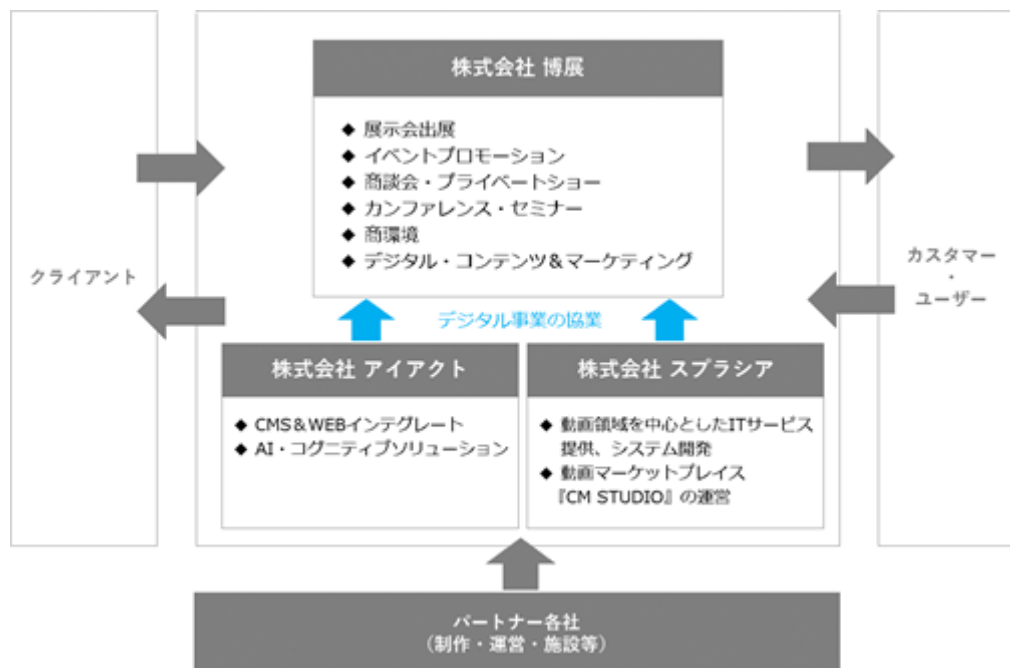 株式会社 博展
◆ 展示会出展
◆ イベントプロモーション
◆ 商談会・プライベートショー
◆ カンファレンス・セミナー
◆ 商環境
◆ デジタル・コンテンツ＆マーケティング
クライアント
カスタマー
・
ユーザー
デジタル事業の協業
株式会社 アイアクト
◆ CMS＆WEBインテグレート
◆ AI・コグニティブソリューション
株式会社 スプラシア
◆ 動画領域を中心としたITサービス
提供、システム開発
◆ 動画マーケットプレイス
『CM STUDIO』の運営
パートナー各社
（制作・運営・施設等）